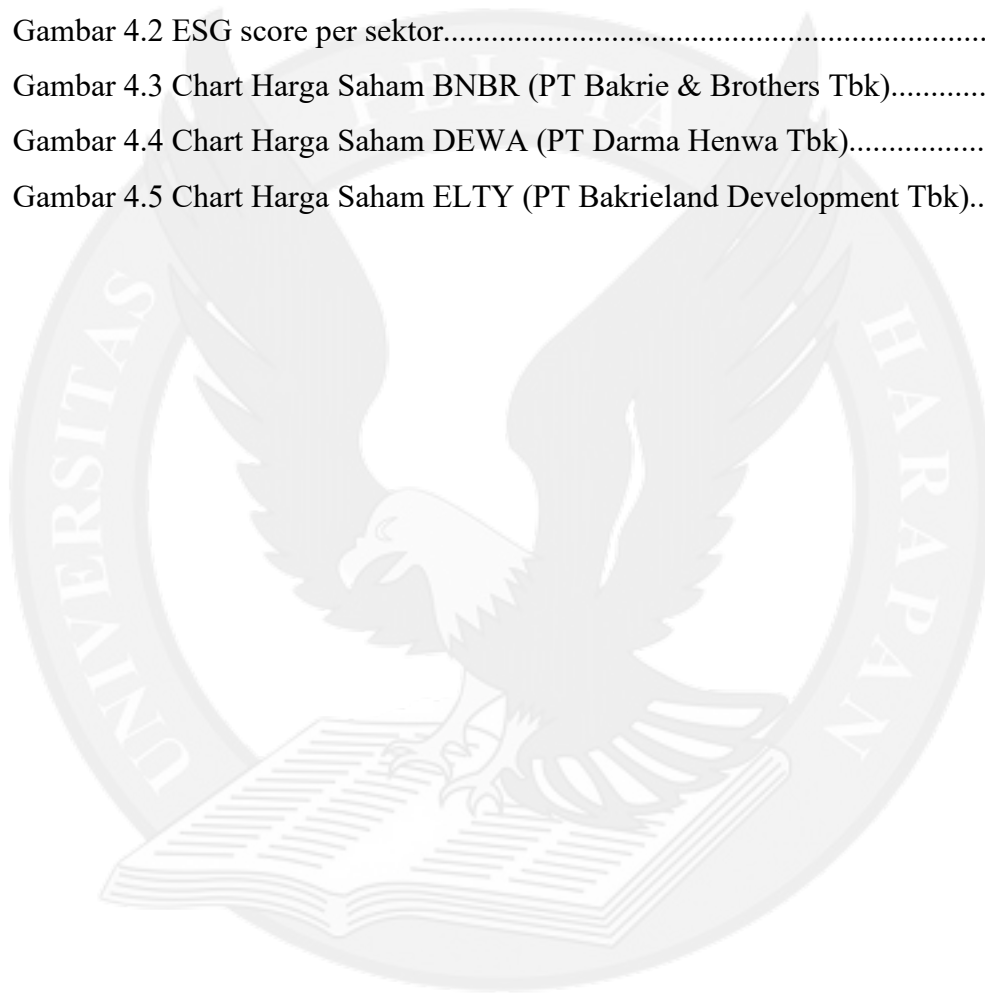 Gambar 4.2 ESG score per sektor.....................................................................
Gambar 4.3 Chart Harga Saham BNBR (PT Bakrie & Brothers Tbk)............
Gambar 4.4 Chart Harga Saham DEWA (PT Darma Henwa Tbk).................
Gambar 4.5 Chart Harga Saham ELTY (PT Bakrieland Development Tbk)..
UNIVERSITAS PELITA HARAPAN